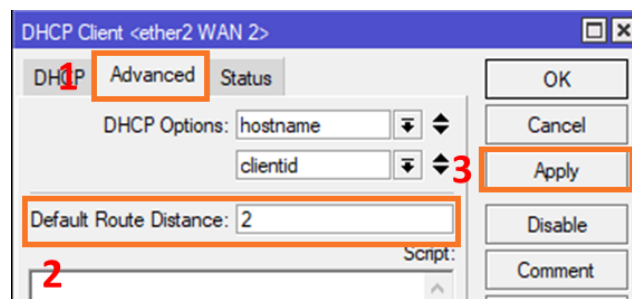 DHCP Client <ether2 WAN 2>
DHCP Advanced Status
1
OK
DHCP Options: hostname
Cancel
clientid
3
Apply
Default Route Distance: 2
Disable
Script:
2
Comment